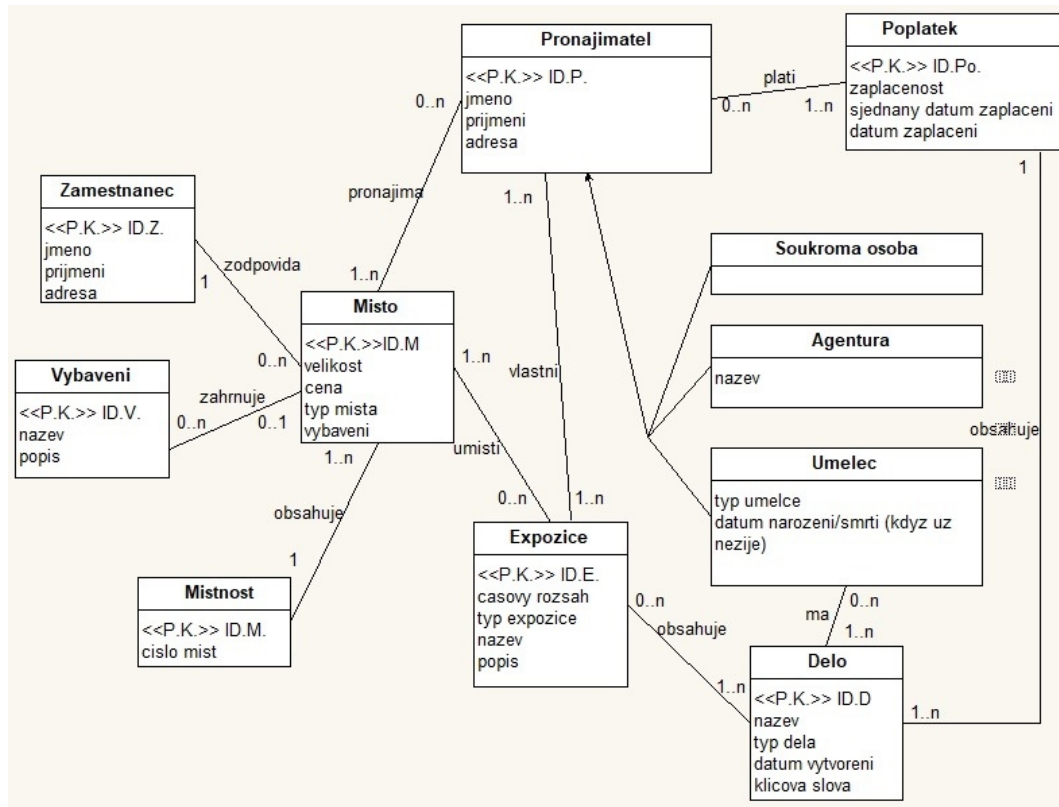 Pronajimatel
<<P.K.>> ID.P.
jmeno
prijmeni
adresa
Poplatek
<<P.K.>> ID.Po.
zaplacenost
sjednany datum zaplaceni
datum zaplaceni
plati
0..n
1..n
0..n
pronajima
1..n
1..n
vlastni
1..n
1
obsahuje
1..n
Zamestnanec
<<P.K.>> ID.Z.
jmeno
prijmeni
adresa
1
zodpovida
0..n
Soukroma osoba
Agentura
nazev
Umelec
typ umelce
datum narozeni/smrti (kdyz uz
nezije)
Misto
<<P.K.>>ID.M
velikost
cena
typ mista
vybaveni
Vybaveni
<<P.K.>> ID.V.
nazev
popis
zahrnuje
0..n
0..1
1..n
umisti
0..n
1..n
obsahuje
1
Mistnost
<<P.K.>> ID.M.
cislo mist
Expozice
<<P.K.>> ID.E.
casovy rozsah
typ expozice
nazev
popis
0..n
obsahuje
1..n
ma
0..n
1..n
Delo
<<P.K.>> ID.D
nazev
typ dela
datum vytvoreni
klicova slova